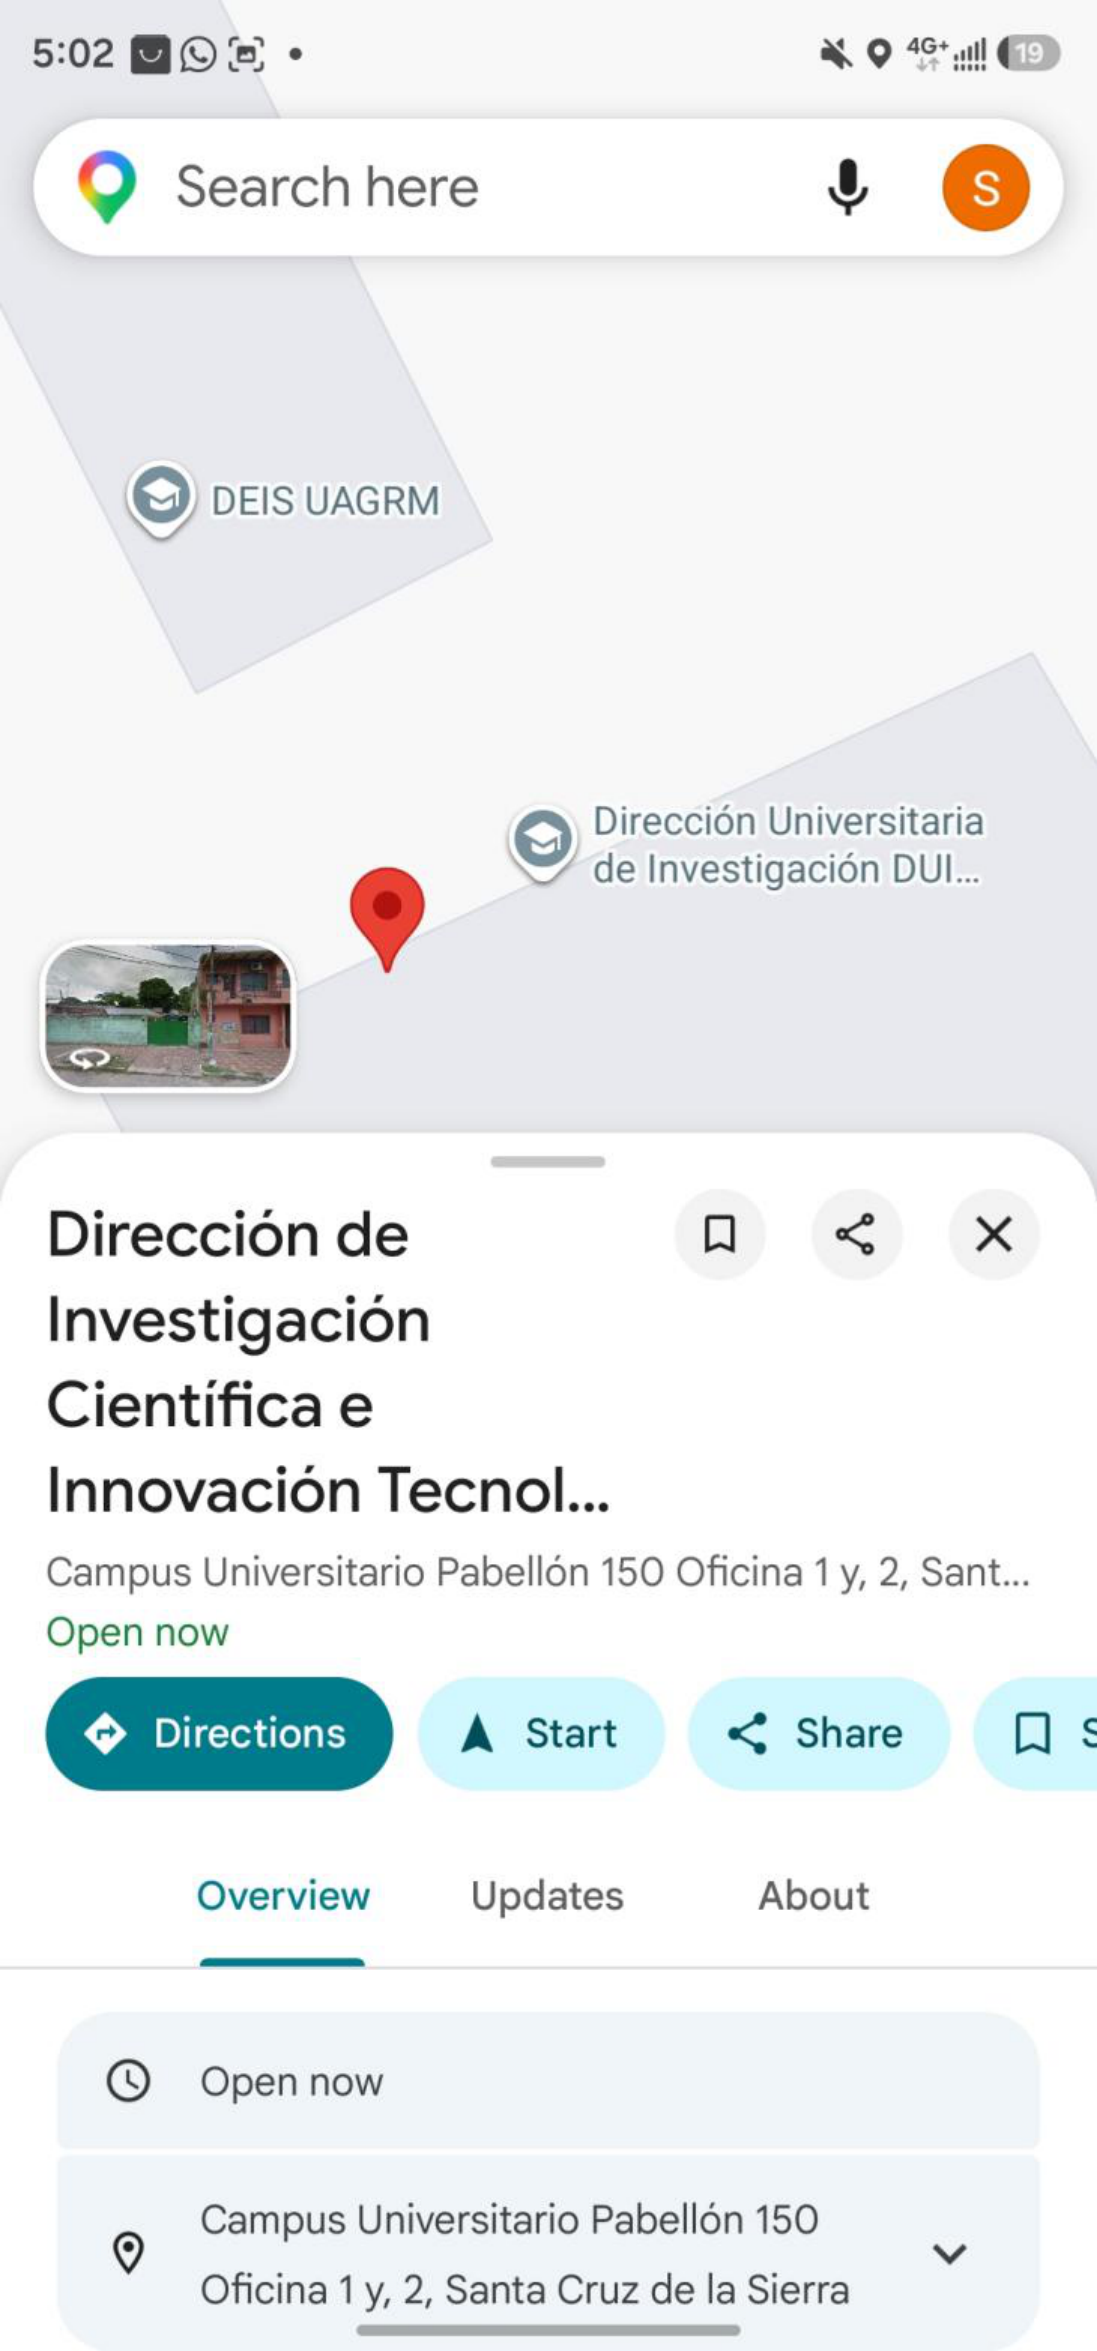 5:02
4G+
19
Search here
S
DEIS UAGRM
Dirección Universitaria
de Investigación DUI...
Dirección de
Investigación
Científica e
Innovación Tecnol...
Campus Universitario Pabellón 150 Oficina 1 y, 2, Sant...
Open now
Directions
Start
Share
S
Overview
Updates
About
Open now
Campus Universitario Pabellón 150
Oficina 1 y, 2, Santa Cruz de la Sierra